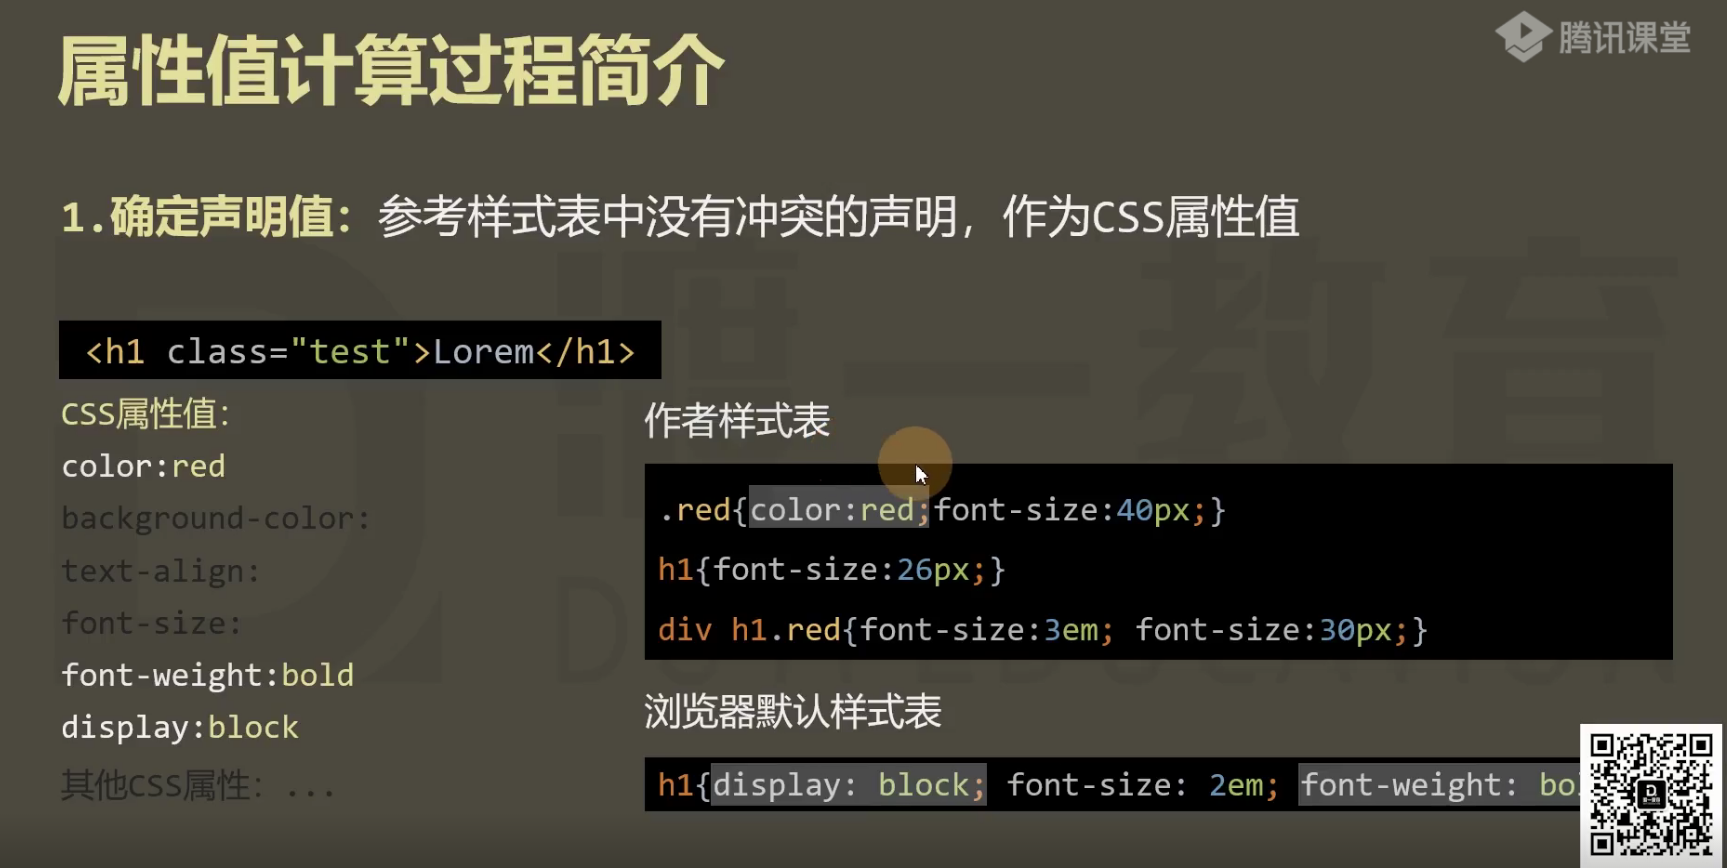 属性值计算过程简介
腾讯课堂
1.确定声明值：参考样式表中没有冲突的声明，作为CSS属性值
<h1 class="test">Lorem</h1>
CSS属性值：
color:red
background-color:
text-align:
font-size:
font-weight:bold
display:block
其他CSS属性：...
作者样式表
.red{color:red;font-size:40px;}
h1{font-size:26px;}
div h1.red{font-size:3em; font-size:30px;}
浏览器默认样式表
h1{display: block; font-size: 2em; font-weight:
渡一教育